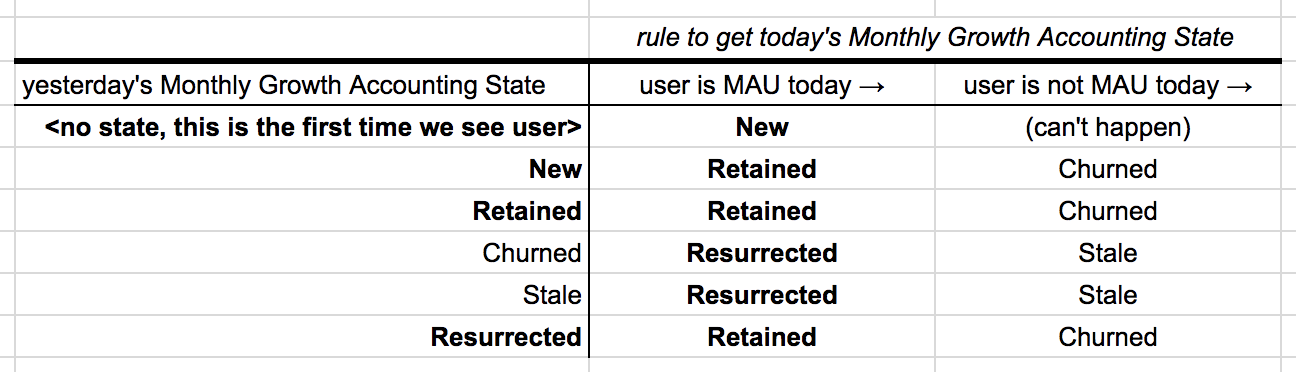 rule to get today's Monthly Growth Accounting State
yesterday's Monthly Growth Accounting State user is MAU today → user is not MAU today →
<no state, this is the first time we see user> New (can't happen)
New Retained Churned
Retained Retained Churned
Churned Resurrected Stale
Stale Resurrected Stale
Resurrected Retained Churned